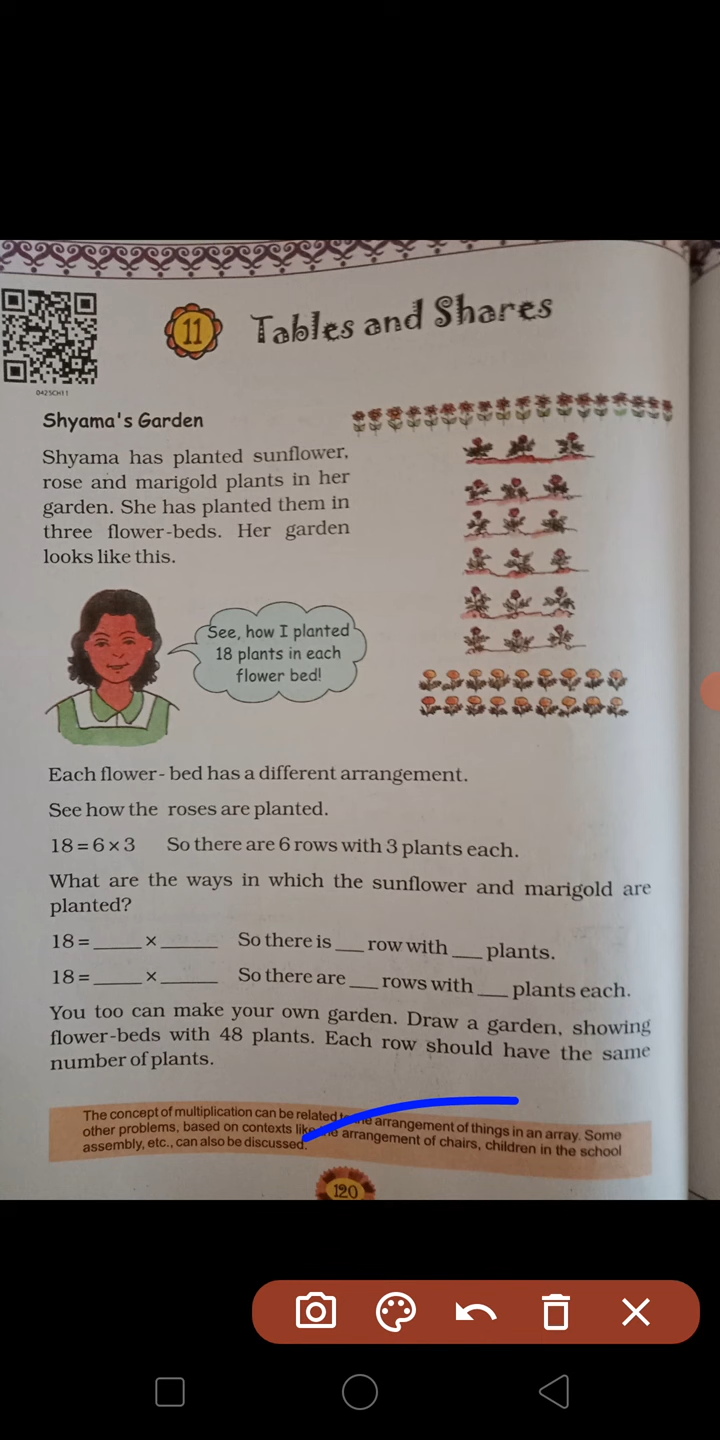 11 Tables and Shares
0425CH11
Shyama's Garden
Shyama has planted sunflower,
rose and marigold plants in her
garden. She has planted them in
three flower-beds. Her garden
looks like this.
See, how I planted
18 plants in each
flower bed!
Each flower- bed has a different arrangement.
See how the roses are planted.
18 = 6 × 3 So there are 6 rows with 3 plants each.
What are the ways in which the sunflower and marigold are
planted?
18 = _____ × _____ So there is ___ row with ___ plants.
18 = _____ × _____ So there are ___ rows with ___ plants each.
You too can make your own garden. Draw a garden, showing
flower-beds with 48 plants. Each row should have the same
number of plants.
The concept of multiplication can be related to the arrangement of things in an array. Some
other problems, based on contexts like the arrangement of chairs, children in the school
assembly, etc., can also be discussed.
120